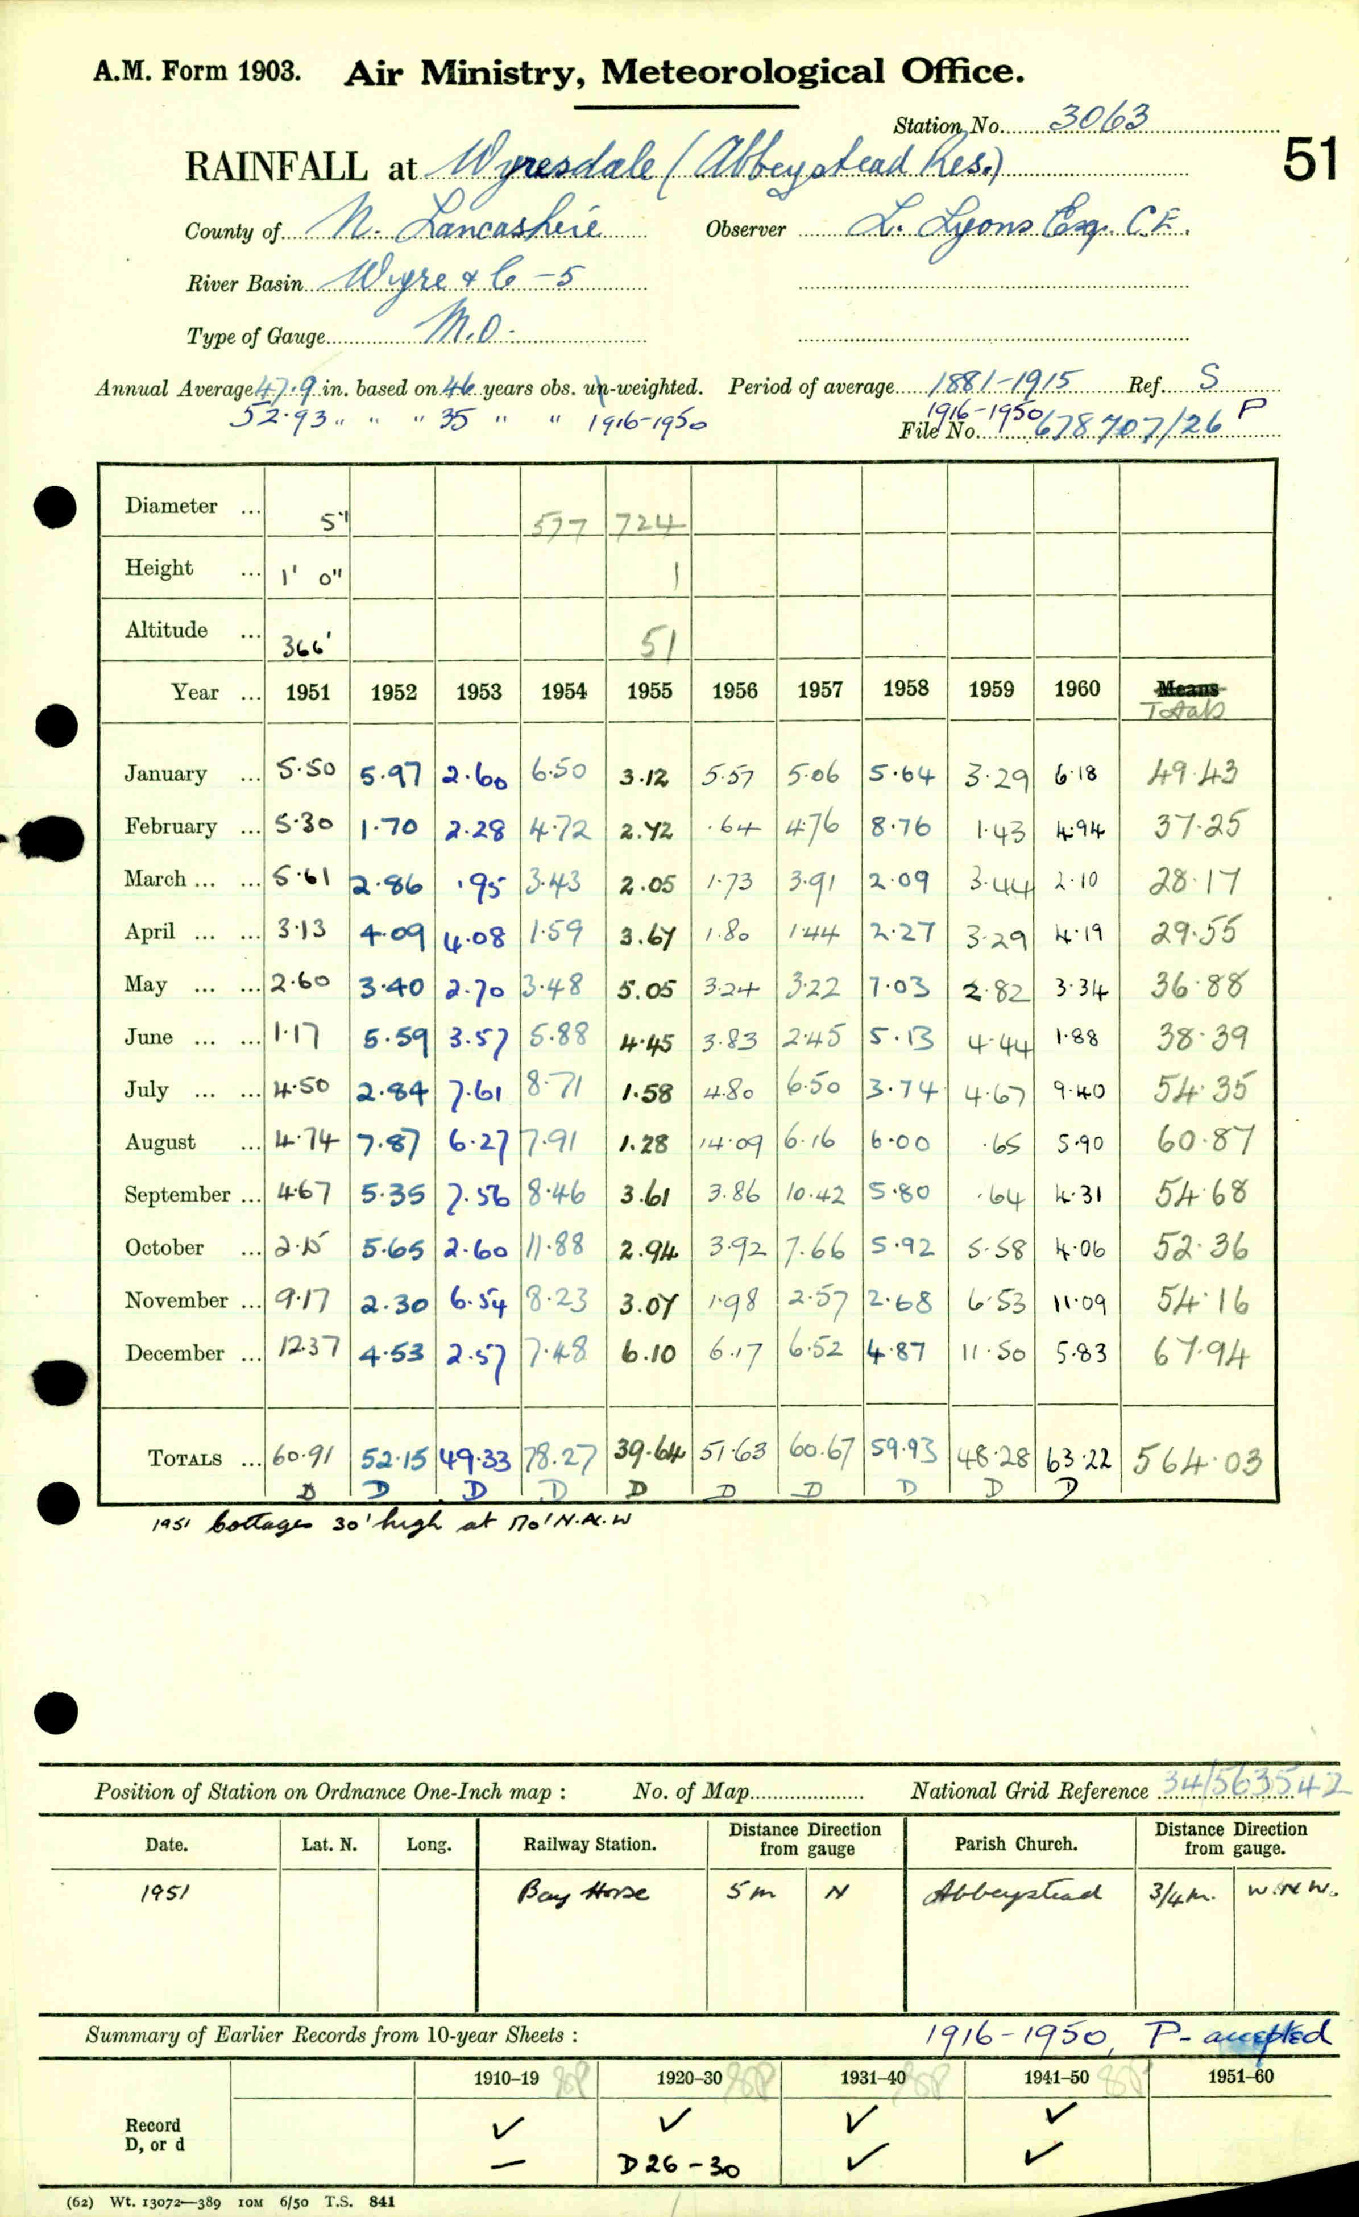 A.M. Form 1903. Air Ministry, Meteorological Office.
Station No. 3063
51
RAINFALL at Wyresdale (Abbeystead Res.)
County of N. Lancashire Observer L. Lyons Esq. C.E.
River Basin Wyre & C -5
Type of Gauge M.O.
Annual Average 47.9 in. based on 46 years obs. un-weighted. Period of average 1881-1915 Ref. S
52.93 " " " 35 " " 1916-1950 1916-1950 P
File No. 678707/26
Diameter ... 5" 577 724
Height ... 1' 0" 1
Altitude ... 366' 51
Year ... 1951 1952 1953 1954 1955 1956 1957 1958 1959 1960 Means
Totals
January ... 5.50 5.97 2.60 6.50 3.12 5.57 5.06 5.64 3.29 6.18 49.43
February ... 5.30 1.70 2.28 4.72 2.72 .64 4.76 8.76 1.43 4.94 37.25
March ... ... 5.61 2.86 .95 3.43 2.05 1.73 3.91 2.09 3.44 2.10 28.17
April ... ... 3.13 4.09 4.08 1.59 3.67 1.80 1.44 2.27 3.29 4.19 29.55
May ... ... 2.60 3.40 2.70 3.48 5.05 3.24 3.22 7.03 2.82 3.34 36.88
June ... ... 1.17 5.59 3.57 5.88 4.45 3.83 2.45 5.13 4.44 1.88 38.39
July ... ... 4.50 2.84 7.61 8.71 1.58 4.80 6.50 3.74 4.67 9.40 54.35
August ... 4.74 7.87 6.27 7.91 1.28 14.09 6.16 6.00 .65 5.90 60.87
September ... 4.67 5.35 7.56 8.46 3.61 3.86 10.42 5.80 .64 4.31 54.68
October ... 2.15 5.65 2.60 11.88 2.94 3.92 7.66 5.92 5.58 4.06 52.36
November ... 9.17 2.30 6.54 8.23 3.07 1.98 2.57 2.68 6.53 11.09 54.16
December ... 12.37 4.53 2.57 7.48 6.10 6.17 6.52 4.87 11.50 5.83 67.94
TOTALS ... 60.91 52.15 49.33 78.27 39.64 51.63 60.67 59.93 48.28 63.22 564.03
D D D D D D D D D D
1951 Cottages 30' high at 170' N.N.W
Position of Station on Ordnance One-Inch map : No. of Map National Grid Reference 34/563542
Date. Lat. N. Long. Railway Station. Distance from Direction gauge Parish Church. Distance from Direction gauge.
1951 Bay Horse 5m N Abbeystead 3/4m. W.N.W.
Summary of Earlier Records from 10-year Sheets : 1916-1950, P- accepted
1910–19 1920–30 1931–40 1941–50 1951–60
Record ✓ ✓ ✓ ✓
D, or d — D26-30 ✓ ✓
(62) Wt. 13072—389 10M 6/50 T.S. 841